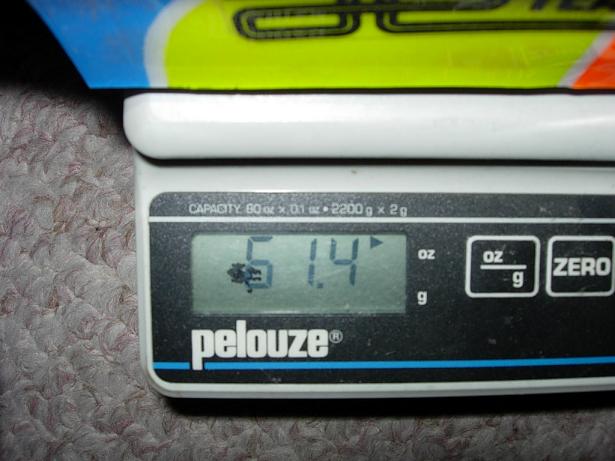 CAPACITY 80 oz x 0.1 oz • 2200 g x 2 g
61.4
oz
g
oz
g
ZERO
pelouze®